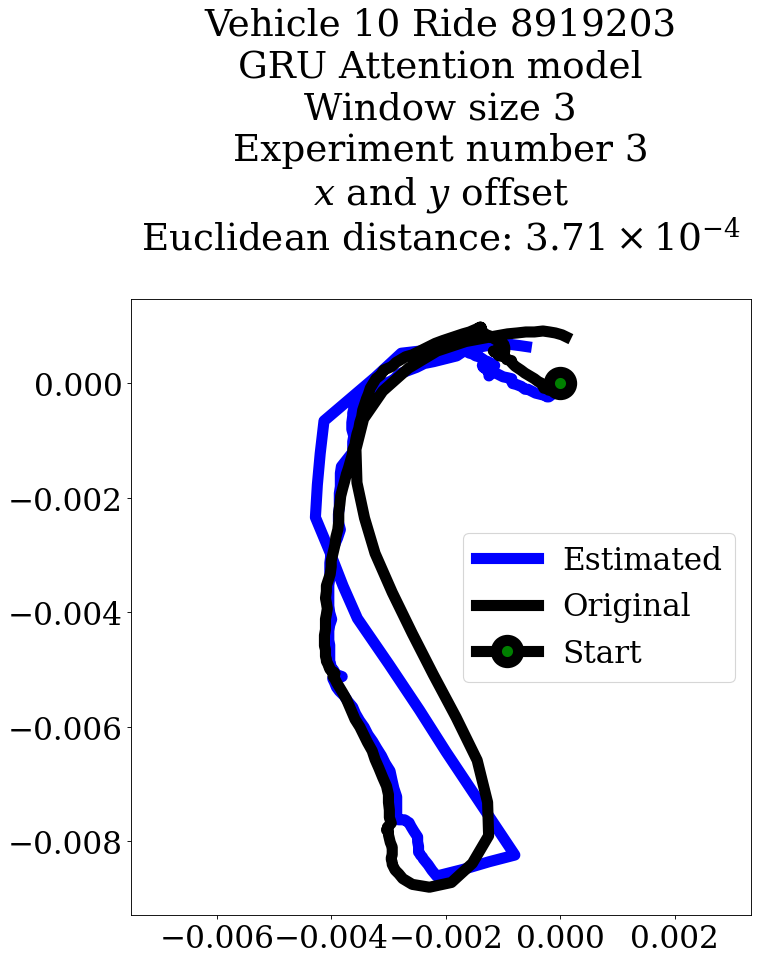 Vehicle 10 Ride 8919203
GRU Attention model
Window size 3
Experiment number 3
x and y offset
Euclidean distance: 3.71 × 10⁻⁴
0.000
−0.002
−0.004
−0.006
−0.008
Estimated
Original
Start
−0.006 −0.004 −0.002 0.000 0.002